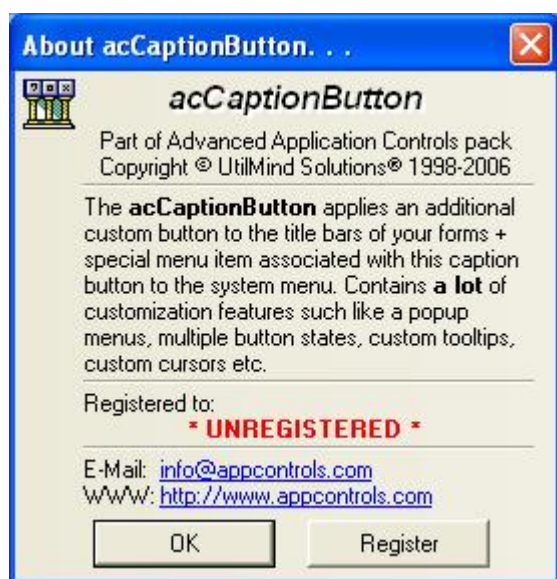 About acCaptionButton. . .
acCaptionButton
Part of Advanced Application Controls pack
Copyright © UtilMind Solutions® 1998-2006
The acCaptionButton applies an additional
custom button to the title bars of your forms +
special menu item associated with this caption
button to the system menu. Contains a lot of
customization features such like a popup
menus, multiple button states, custom tooltips,
custom cursors etc.
Registered to:
* UNREGISTERED *
E-Mail: info@appcontrols.com
WWW: http://www.appcontrols.com
OK Register